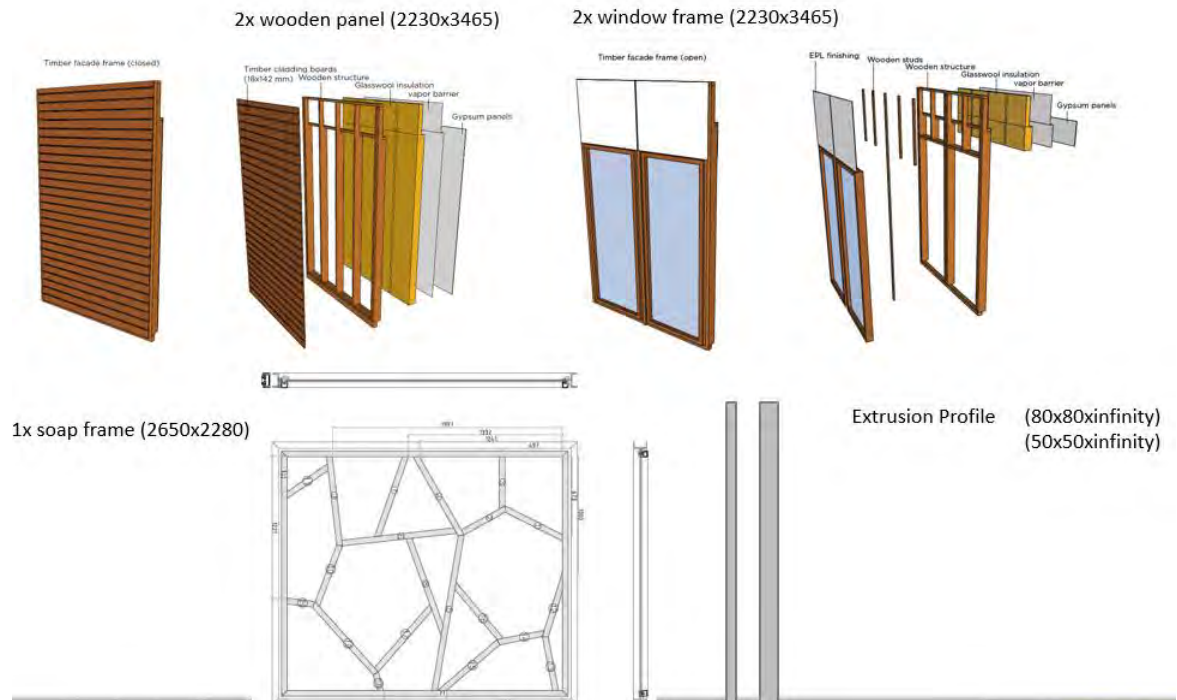 2x wooden panel (2230x3465)
2x window frame (2230x3465)
Timber facade frame (closed)
Timber cladding boards
(18x142 mm)
Wooden structure
Glasswool insulation
vapor barrier
Gypsum panels
Timber facade frame (open)
EPL finishing
Wooden studs
Wooden structure
Glasswool insulation
vapor barrier
Gypsum panels
1x soap frame (2650x2280)
Extrusion Profile (80x80xinfinity)
(50x50xinfinity)